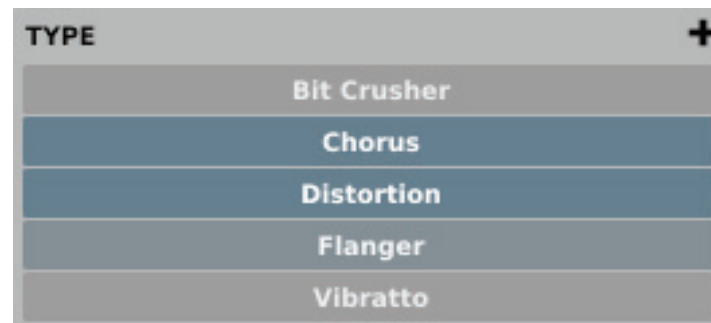 TYPE +
Bit Crusher
Chorus
Distortion
Flanger
Vibratto